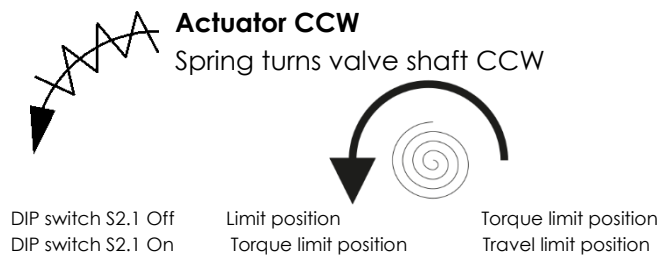 Actuator CCW
Spring turns valve shaft CCW
DIP switch S2.1 Off Limit position Torque limit position
DIP switch S2.1 On Torque limit position Travel limit position